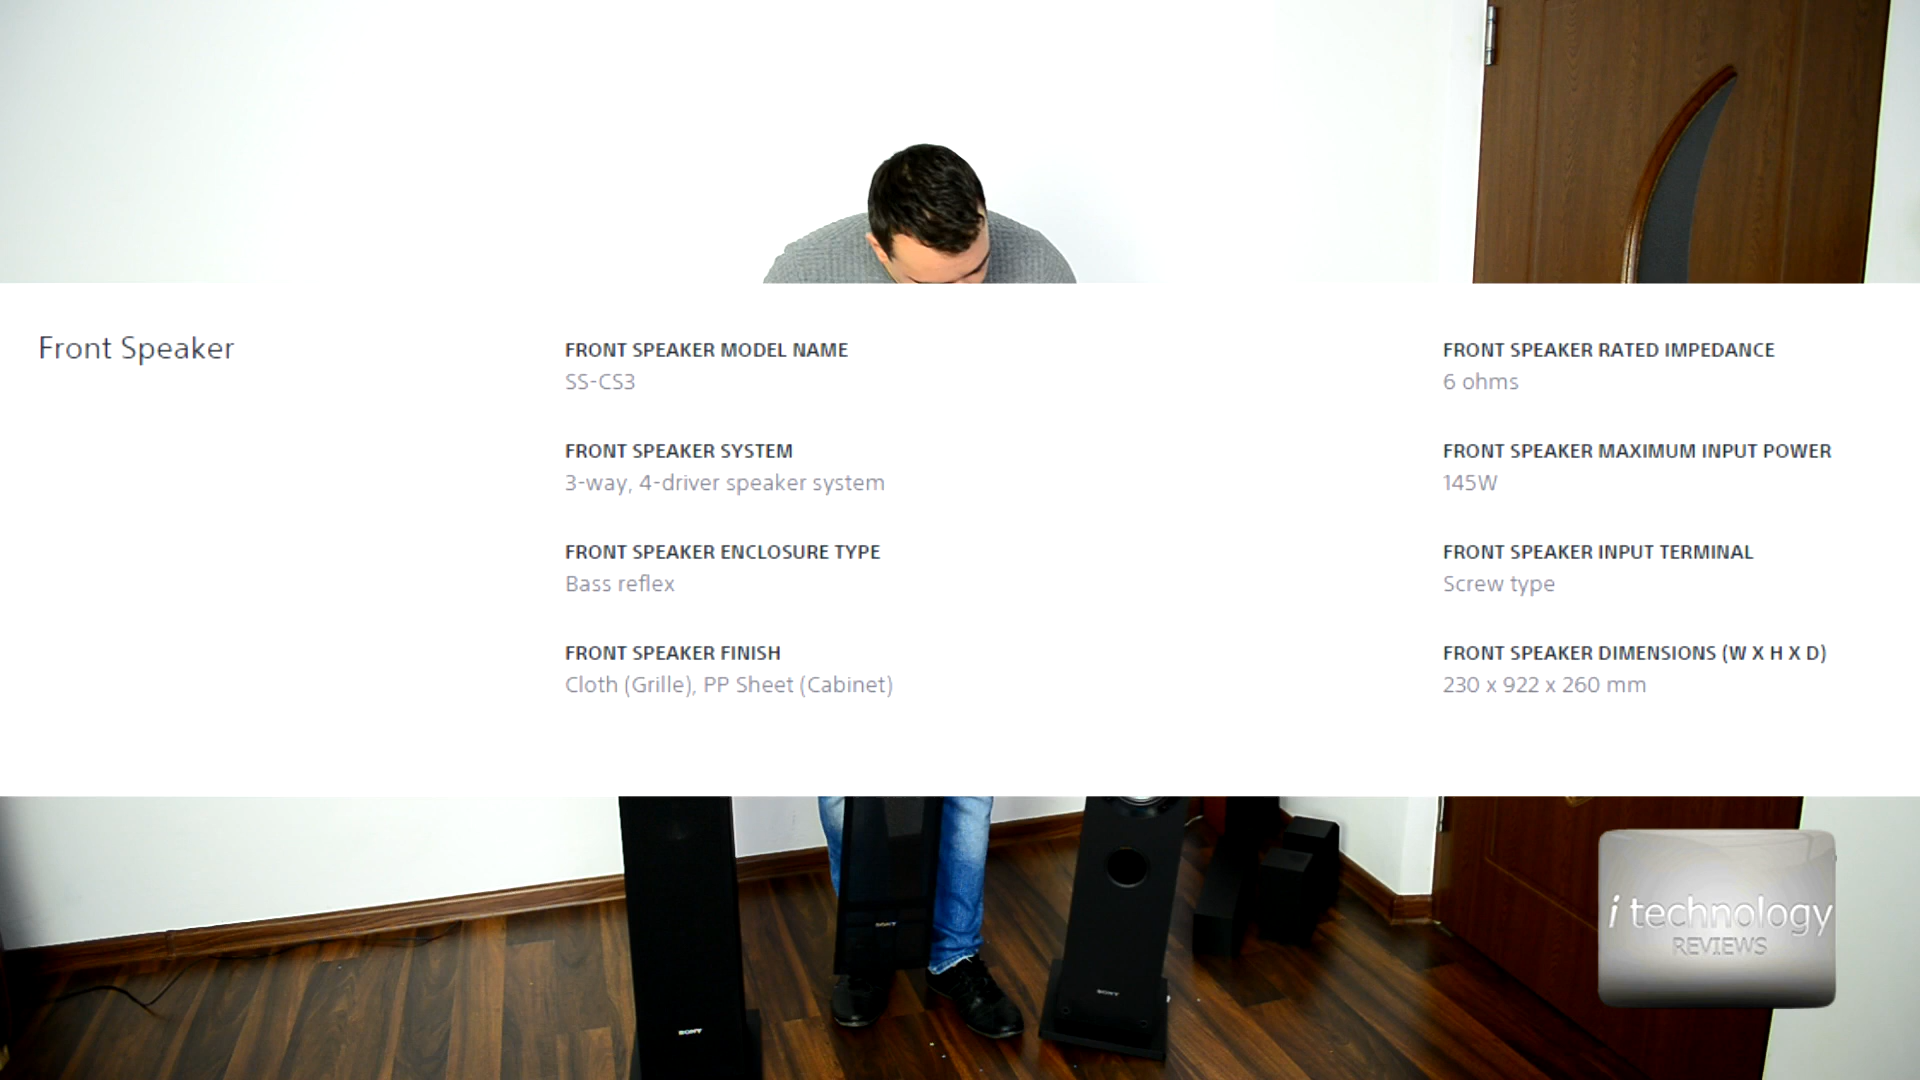 Front Speaker
FRONT SPEAKER MODEL NAME
SS-CS3
FRONT SPEAKER SYSTEM
3-way, 4-driver speaker system
FRONT SPEAKER ENCLOSURE TYPE
Bass reflex
FRONT SPEAKER FINISH
Cloth (Grille), PP Sheet (Cabinet)
FRONT SPEAKER RATED IMPEDANCE
6 ohms
FRONT SPEAKER MAXIMUM INPUT POWER
145W
FRONT SPEAKER INPUT TERMINAL
Screw type
FRONT SPEAKER DIMENSIONS (W X H X D)
230 x 922 x 260 mm
SONY
SONY
SONY
i technology
REVIEWS